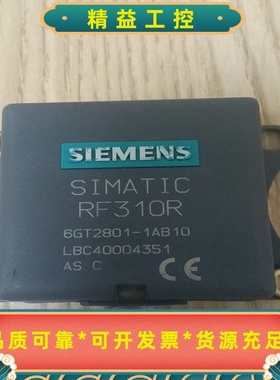 精益工控
SIEMENS
SIMATIC
RF310R
6GT2801-1AB10
LBC40004351
AS C
CE
品质可靠*可开发票*货源充足